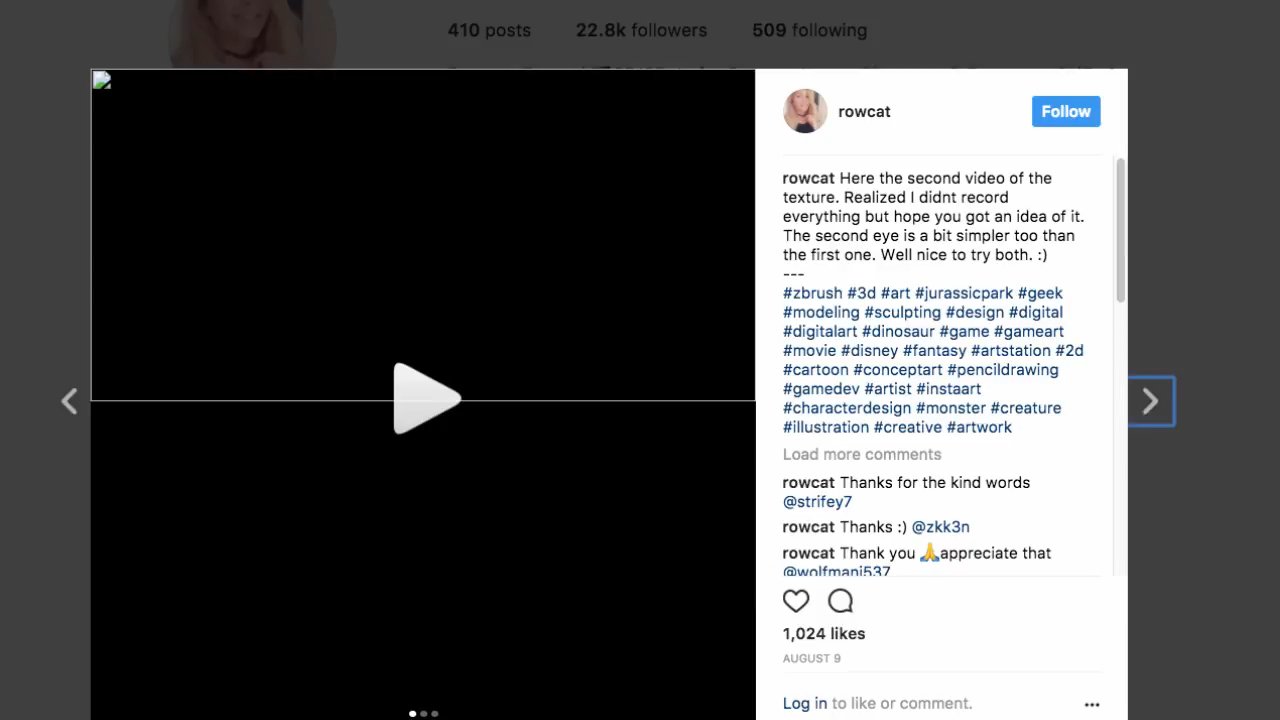 410 posts 22.8k followers 509 following
rowcat
Follow
rowcat Here the second video of the
texture. Realized I didnt record
everything but hope you got an idea of it.
The second eye is a bit simpler too than
the first one. Well nice to try both. :)
---
#zbrush #3d #art #jurassicpark #geek
#modeling #sculpting #design #digital
#digitalart #dinosaur #game #gameart
#movie #disney #fantasy #artstation #2d
#cartoon #conceptart #pencildrawing
#gamedev #artist #instaart
#characterdesign #monster #creature
#illustration #creative #artwork
Load more comments
rowcat Thanks for the kind words
@strifey7
rowcat Thanks :) @zkk3n
rowcat Thank you 🙏appreciate that
1,024 likes
AUGUST 9
Log in to like or comment.